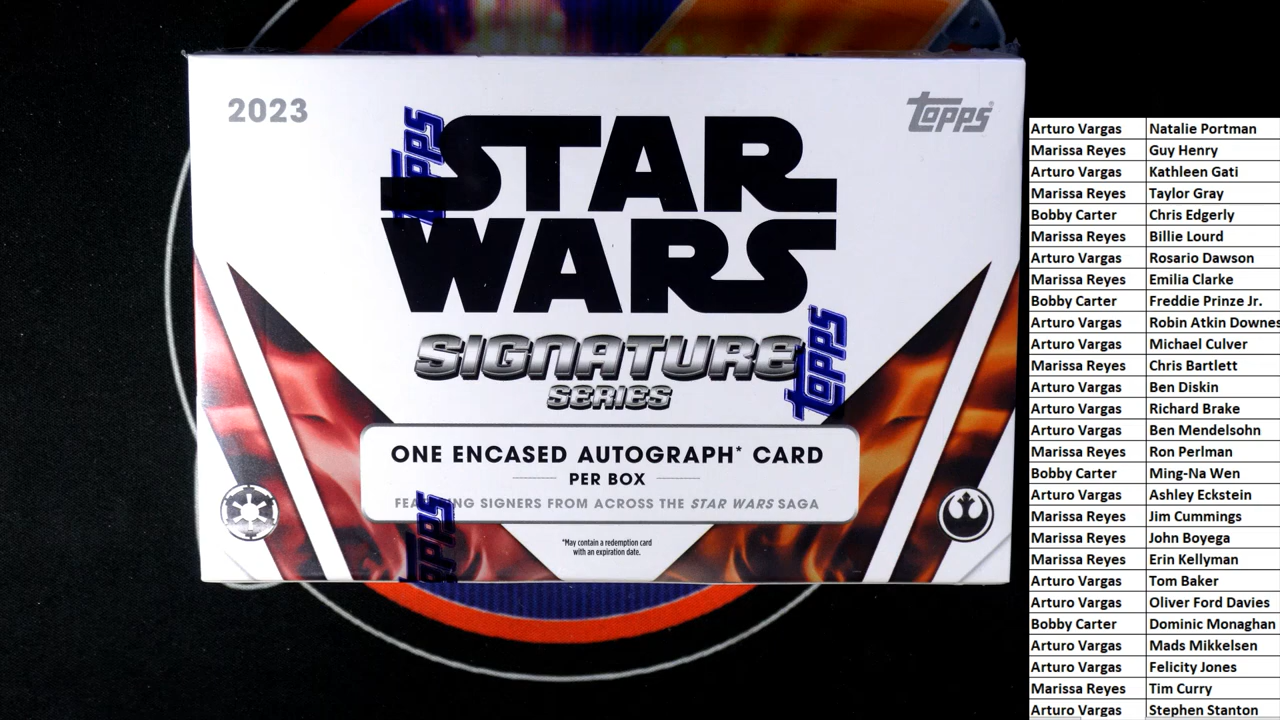 2023
topps
STAR
WARS
SIGNATURE
SERIES
ONE ENCASED AUTOGRAPH* CARD
PER BOX
SIGNERS FROM ACROSS THE STAR WARS SAGA
*May contain a redemption card
with an expiration date.
topps
topps
topps
Arturo Vargas Natalie Portman
Marissa Reyes Guy Henry
Arturo Vargas Kathleen Gati
Marissa Reyes Taylor Gray
Bobby Carter Chris Edgerly
Marissa Reyes Billie Lourd
Arturo Vargas Rosario Dawson
Marissa Reyes Emilia Clarke
Bobby Carter Freddie Prinze Jr.
Arturo Vargas Robin Atkin Downes
Arturo Vargas Michael Culver
Marissa Reyes Chris Bartlett
Arturo Vargas Ben Diskin
Arturo Vargas Richard Brake
Arturo Vargas Ben Mendelsohn
Marissa Reyes Ron Perlman
Bobby Carter Ming-Na Wen
Arturo Vargas Ashley Eckstein
Marissa Reyes Jim Cummings
Marissa Reyes John Boyega
Marissa Reyes Erin Kellyman
Arturo Vargas Tom Baker
Arturo Vargas Oliver Ford Davies
Bobby Carter Dominic Monaghan
Arturo Vargas Mads Mikkelsen
Arturo Vargas Felicity Jones
Marissa Reyes Tim Curry
Arturo Vargas Stephen Stanton